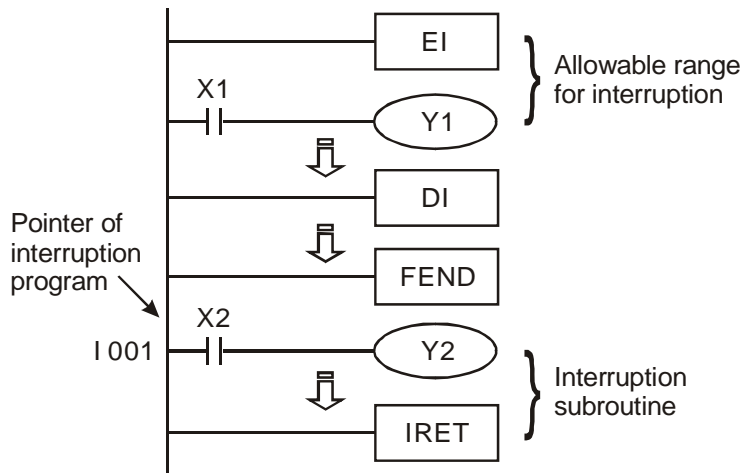 EI
Allowable range
for interruption
X1
Y1
DI
Pointer of
interruption
program
FEND
X2
I 001
Y2
Interruption
subroutine
IRET